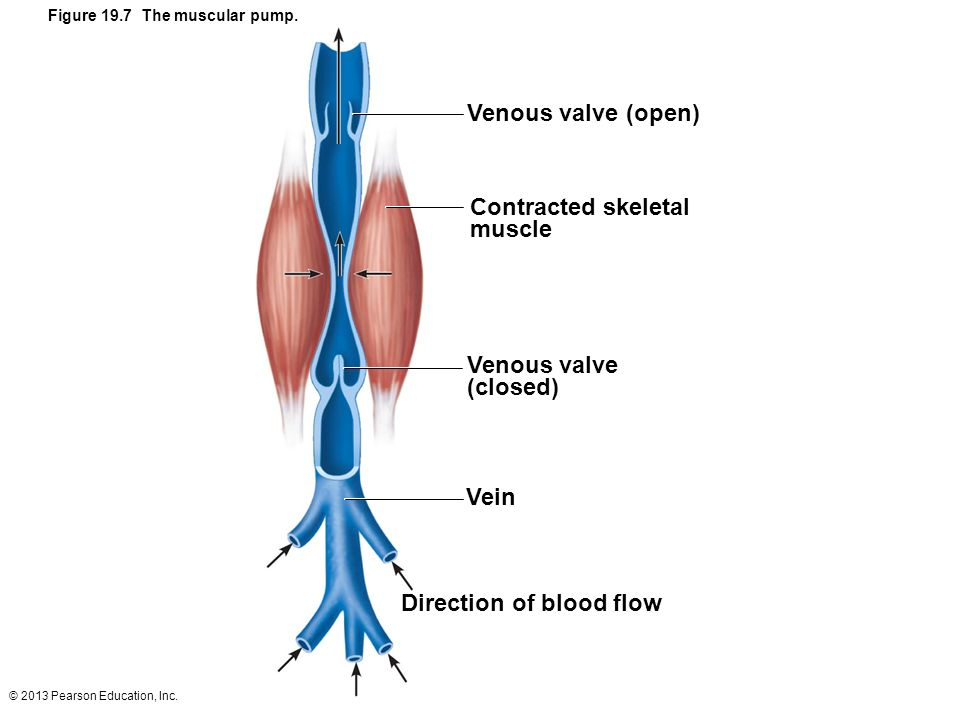 Figure 19.7 The muscular pump.
Venous valve (open)
Contracted skeletal
muscle
Venous valve
(closed)
Vein
Direction of blood flow
© 2013 Pearson Education, Inc.